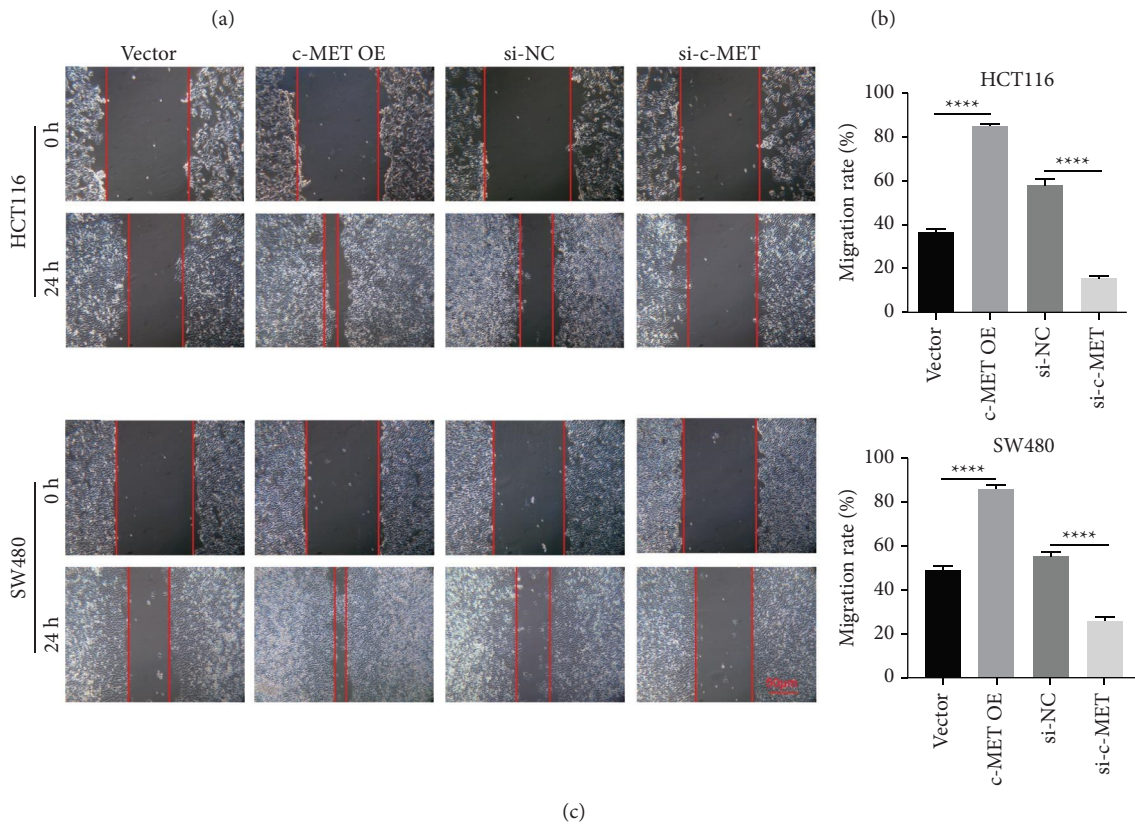 (a)
(b)
Vector
c-MET OE
si-NC
si-c-MET
HCT116
0 h
24 h
SW480
0 h
24 h
HCT116
Migration rate (%)
100
80
60
40
20
0
****
****
Vector
c-MET OE
si-NC
si-c-MET
SW480
Migration rate (%)
100
80
60
40
20
0
****
****
Vector
c-MET OE
si-NC
si-c-MET
(c)